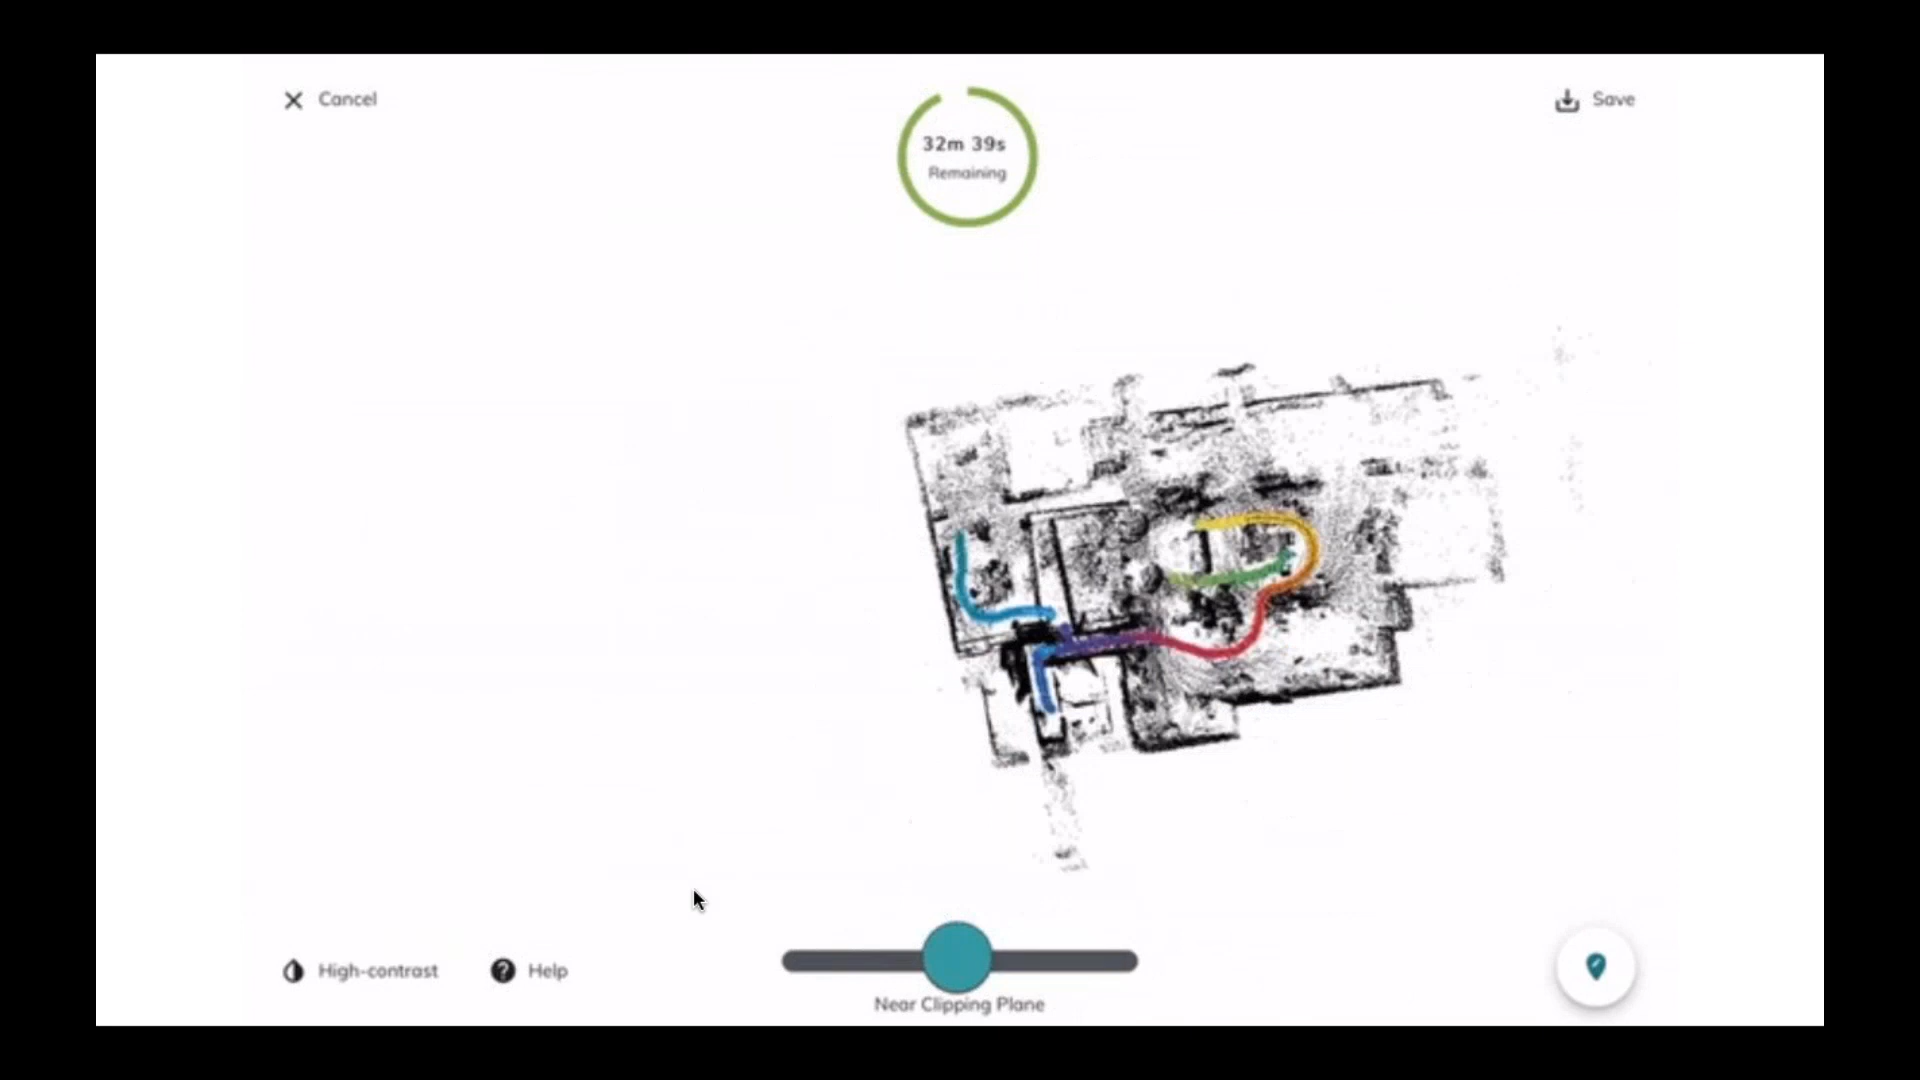 Cancel
32m 39s
Remaining
Save
High-contrast
Help
Near Clipping Plane